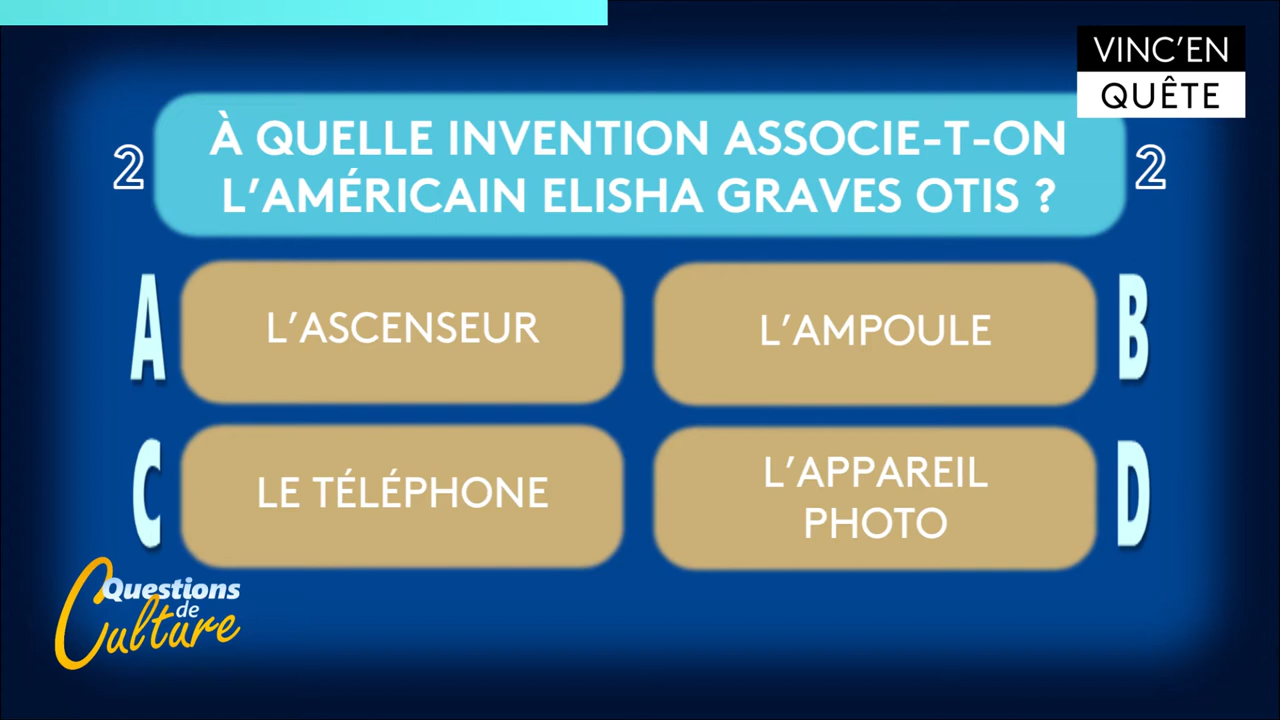 VINC'EN
QUÊTE
2
À QUELLE INVENTION ASSOCIE-T-ON
L'AMÉRICAIN ELISHA GRAVES OTIS ?
2
A
L'ASCENSEUR
L'AMPOULE
B
C
LE TÉLÉPHONE
L'APPAREIL
PHOTO
D
Questions
de
Culture